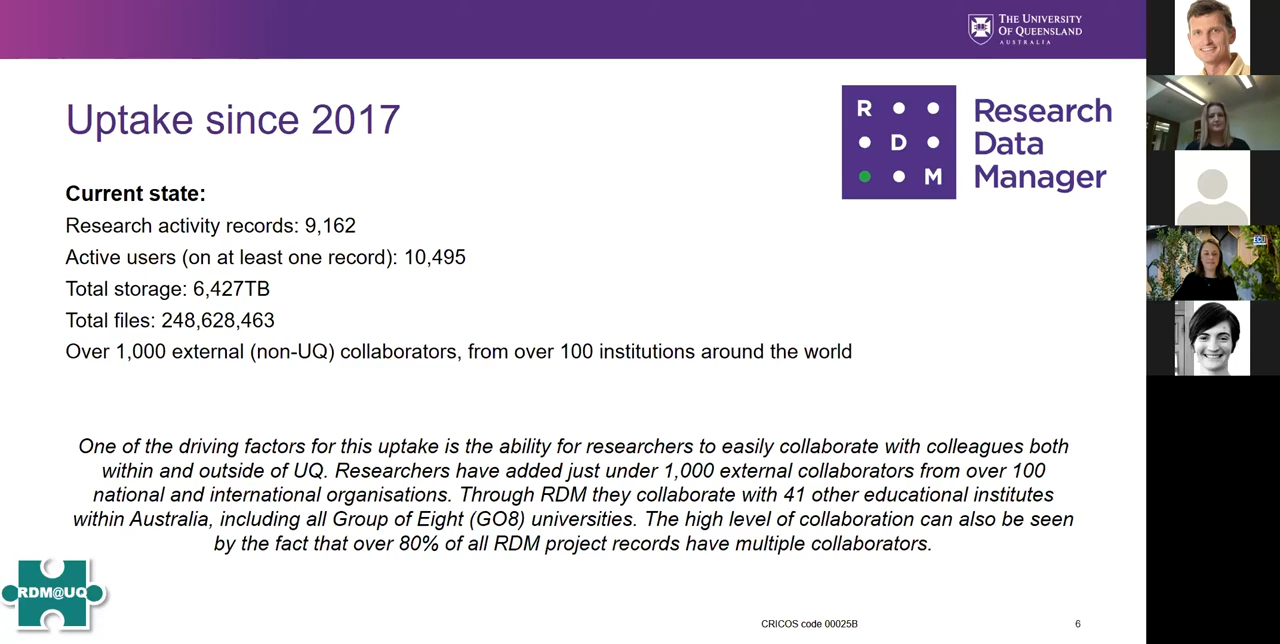 THE UNIVERSITY
OF QUEENSLAND
AUSTRALIA
Uptake since 2017
R
D
M
Research
Data
Manager
Current state:
Research activity records: 9,162
Active users (on at least one record): 10,495
Total storage: 6,427TB
Total files: 248,628,463
Over 1,000 external (non-UQ) collaborators, from over 100 institutions around the world
One of the driving factors for this uptake is the ability for researchers to easily collaborate with colleagues both
within and outside of UQ. Researchers have added just under 1,000 external collaborators from over 100
national and international organisations. Through RDM they collaborate with 41 other educational institutes
within Australia, including all Group of Eight (GO8) universities. The high level of collaboration can also be seen
by the fact that over 80% of all RDM project records have multiple collaborators.
RDM@UQ
CRICOS code 00025B
6
ECU